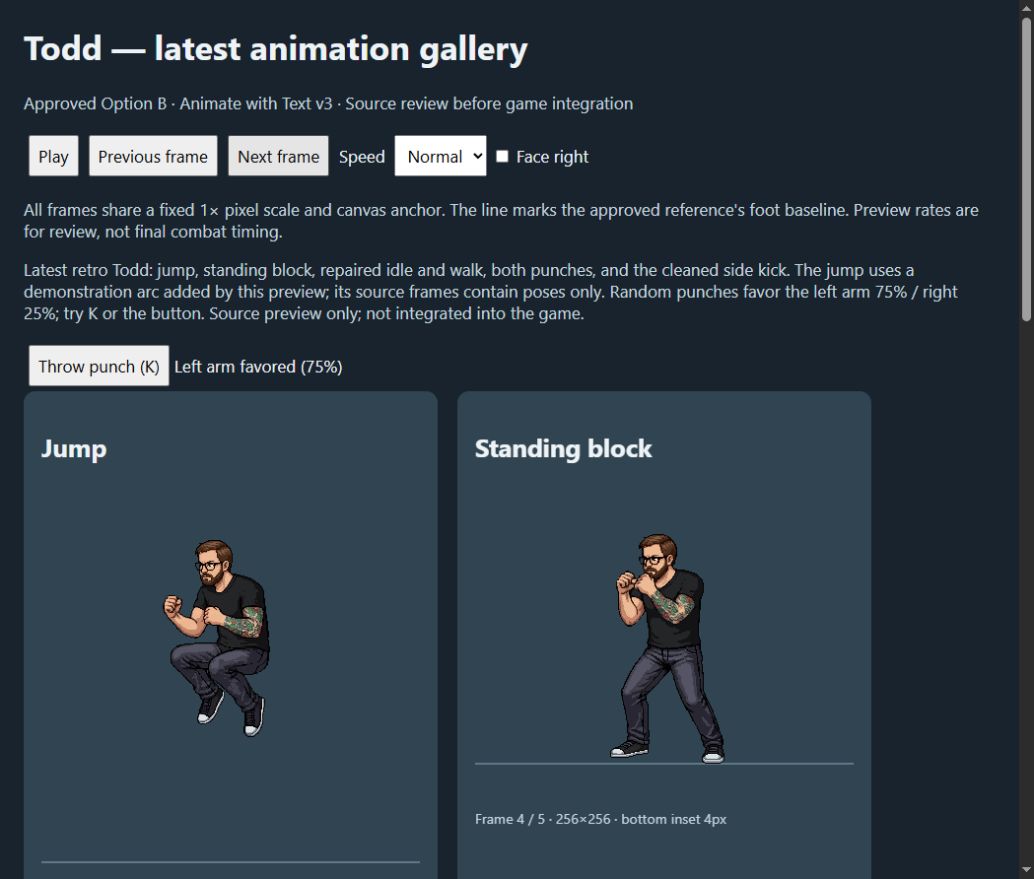 Todd — latest animation gallery
Approved Option B · Animate with Text v3 · Source review before game integration
Play Previous frame Next frame Speed Normal Face right
All frames share a fixed 1× pixel scale and canvas anchor. The line marks the approved reference's foot baseline. Preview rates are
for review, not final combat timing.
Latest retro Todd: jump, standing block, repaired idle and walk, both punches, and the cleaned side kick. The jump uses a
demonstration arc added by this preview; its source frames contain poses only. Random punches favor the left arm 75% / right
25%; try K or the button. Source preview only; not integrated into the game.
Throw punch (K) Left arm favored (75%)
Jump
Standing block
Frame 4 / 5 · 256×256 · bottom inset 4px